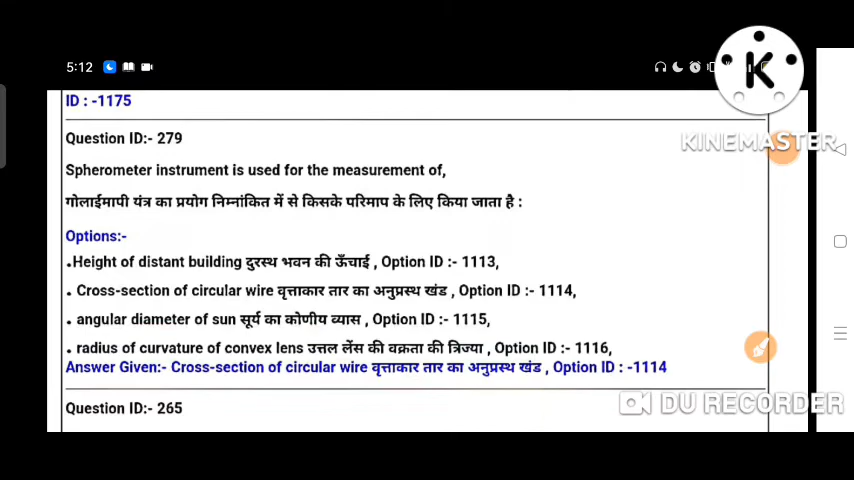 5:12
K
ID : -1175
KINEMASTER
Question ID:- 279
Spherometer instrument is used for the measurement of,
गोलाईमापी यंत्र का प्रयोग निम्नांकित में से किसके परिमाप के लिए किया जाता है :
Options:-
.Height of distant building दुरस्थ भवन की ऊँचाई , Option ID :- 1113,
. Cross-section of circular wire वृत्ताकार तार का अनुप्रस्थ खंड , Option ID :- 1114,
. angular diameter of sun सूर्य का कोणीय व्यास , Option ID :- 1115,
. radius of curvature of convex lens उत्तल लेंस की वक्रता की त्रिज्या , Option ID :- 1116,
Answer Given:- Cross-section of circular wire वृत्ताकार तार का अनुप्रस्थ खंड , Option ID : -1114
DU RECORDER
Question ID:- 265